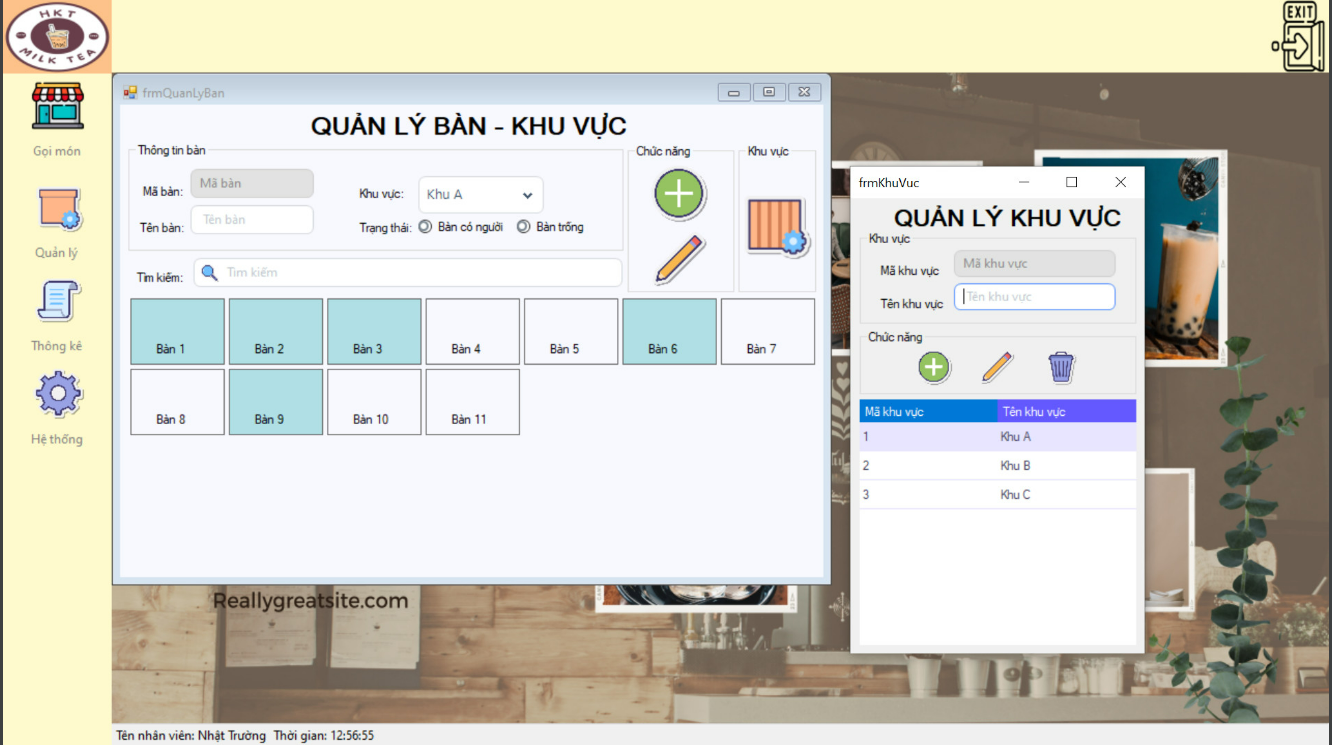 HKT
MILK TEA
EXIT
Gọi món
Quản lý
Thống kê
Hệ thống
frmQuanLyBan
QUẢN LÝ BÀN - KHU VỰC
Thông tin bàn
Mã bàn:
Mã bàn
Khu vực:
Khu A
Tên bàn:
Tên bàn
Trạng thái:
Bàn có người
Bàn trống
Tìm kiếm:
Tìm kiếm
Chức năng
Khu vực
Bàn 1
Bàn 2
Bàn 3
Bàn 4
Bàn 5
Bàn 6
Bàn 7
Bàn 8
Bàn 9
Bàn 10
Bàn 11
frmKhuVuc
QUẢN LÝ KHU VỰC
Khu vực
Mã khu vực
Mã khu vực
Tên khu vực
Tên khu vực
Chức năng
Mã khu vực Tên khu vực
1 Khu A
2 Khu B
3 Khu C
Reallygreatsite.com
Tên nhân viên: Nhật Trường Thời gian: 12:56:55